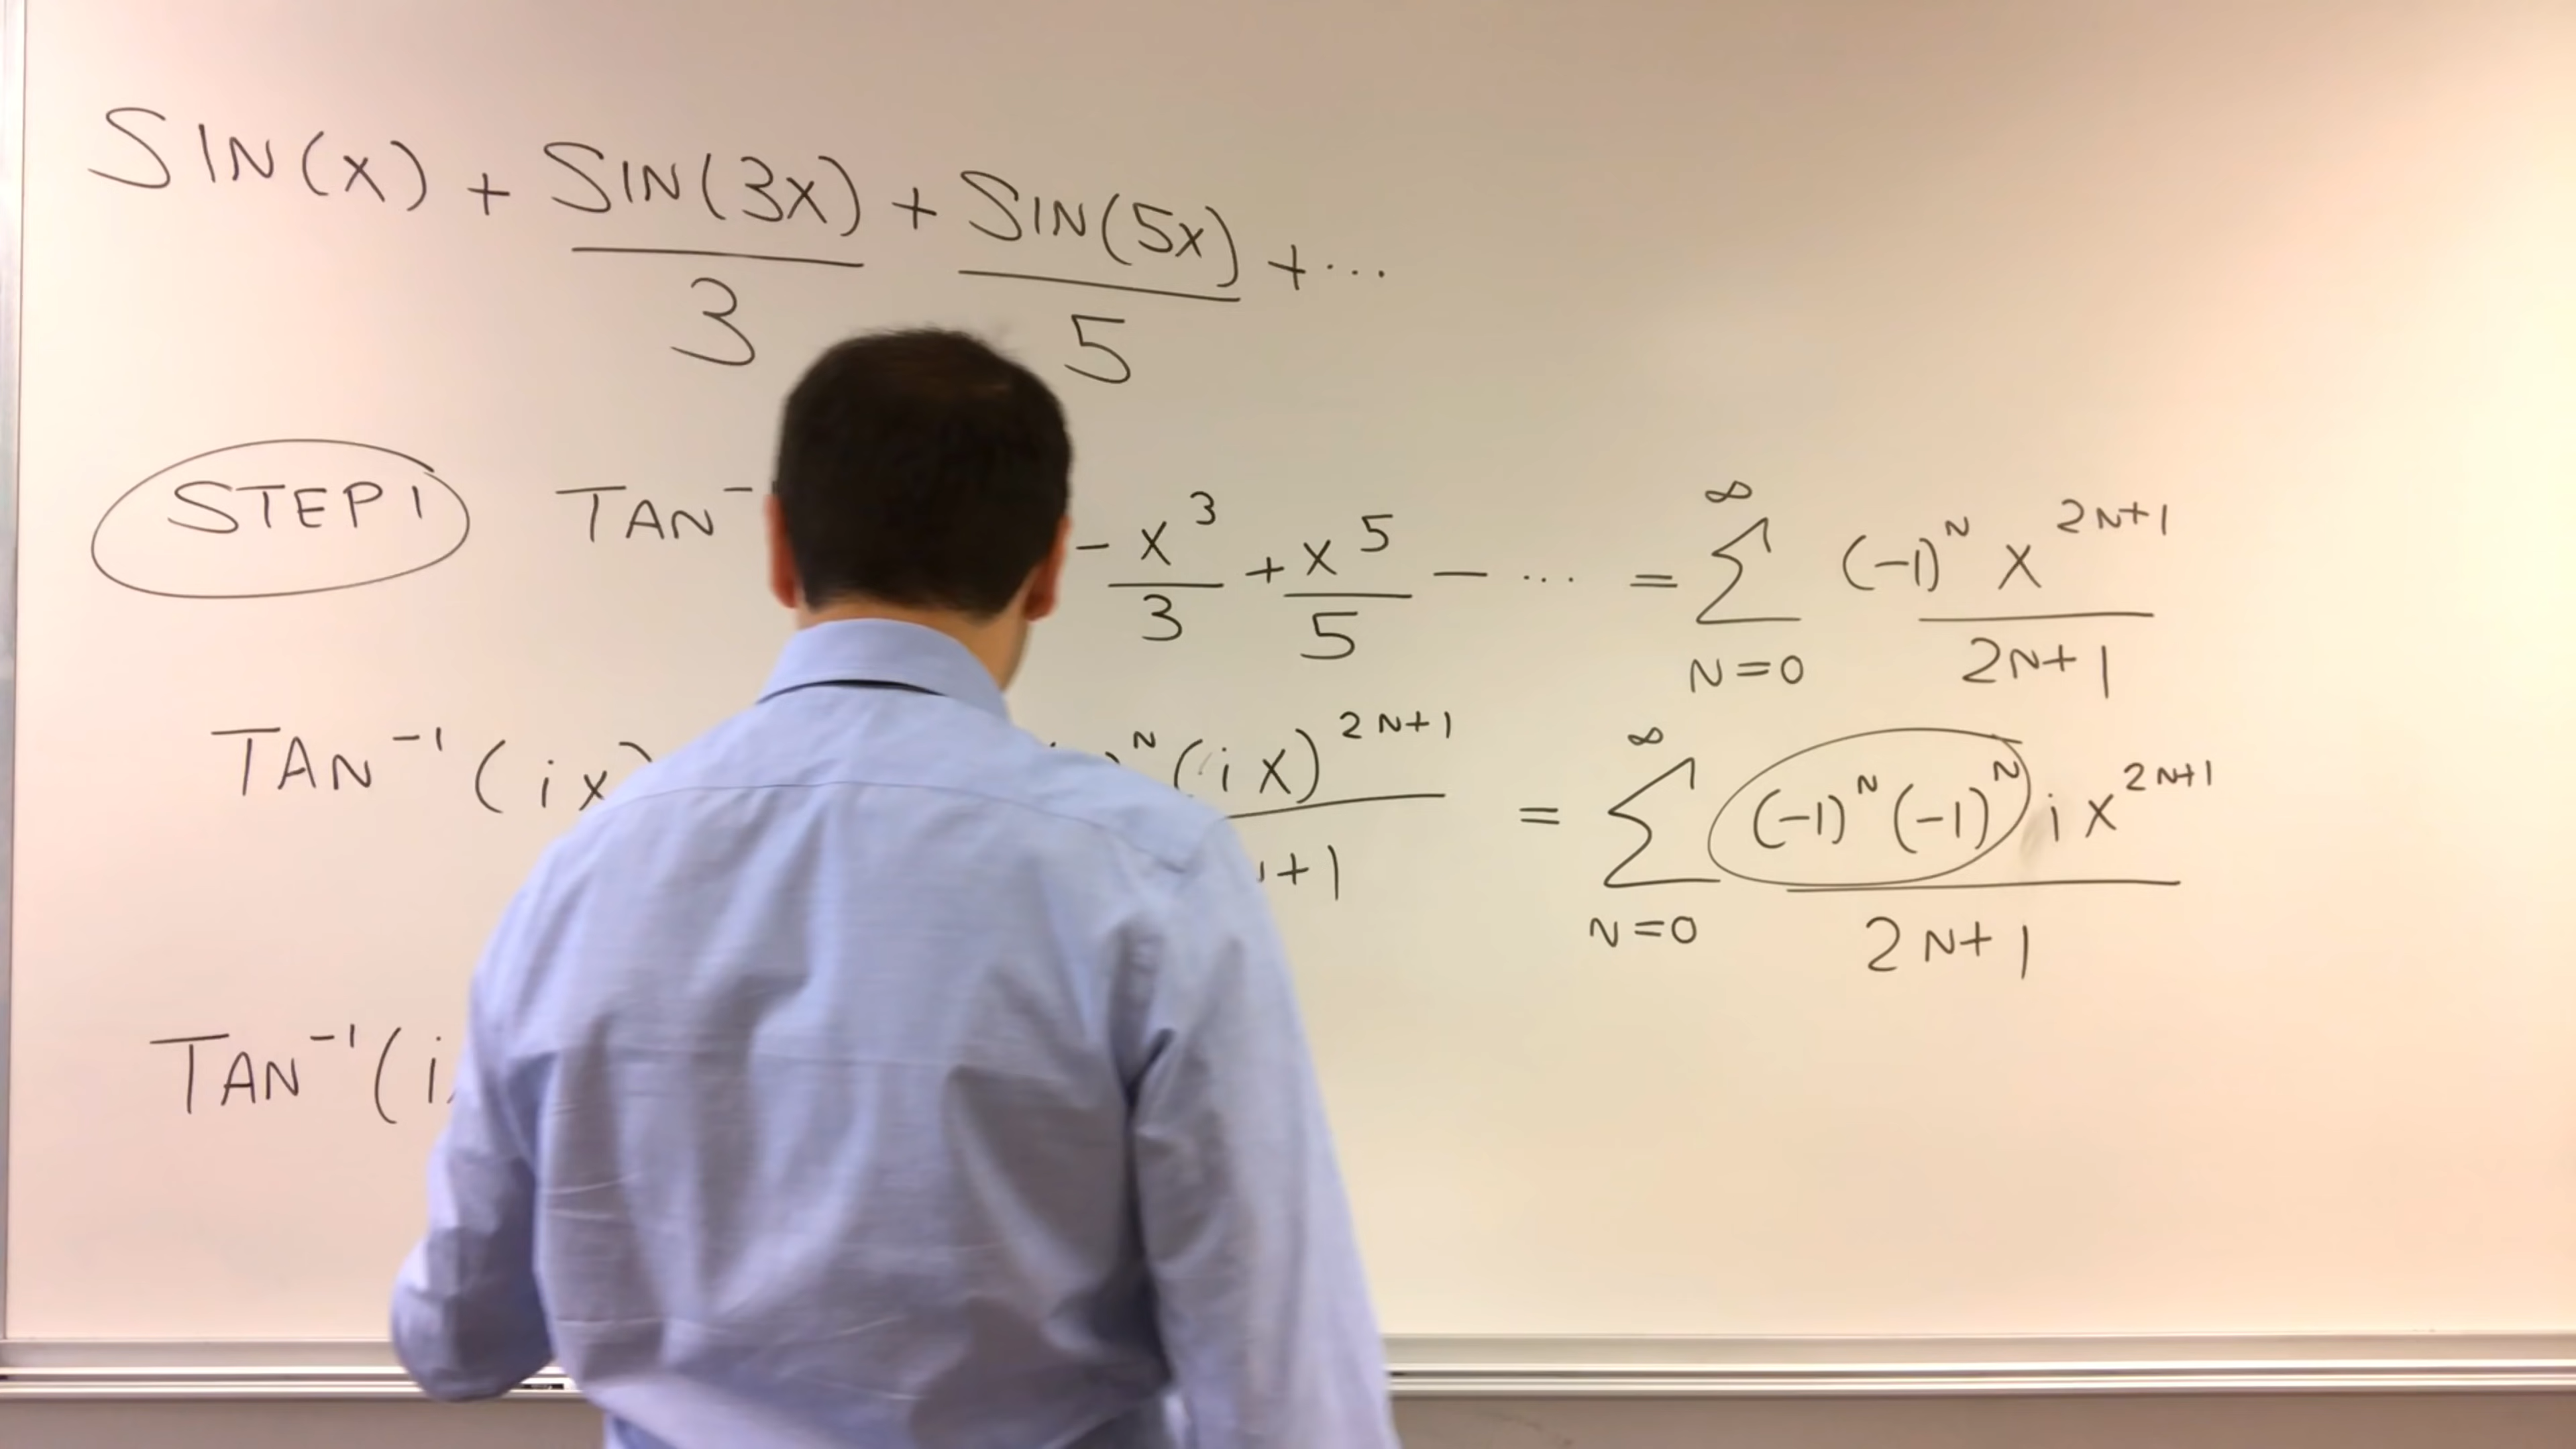 SIN(x) + SIN(3x)/3 + SIN(5x)/5 + ...
STEP 1 TAN⁻ - x³/3 + x⁵/5 - ... = ∑_{N=0}^{∞} (-1)^N x^{2N+1}/2N+1
TAN⁻¹(ix) ^N (ix)^{2N+1}/+1 = ∑_{N=0}^{∞} (-1)^N (-1)^N i x^{2N+1}/2N+1
TAN⁻¹(i